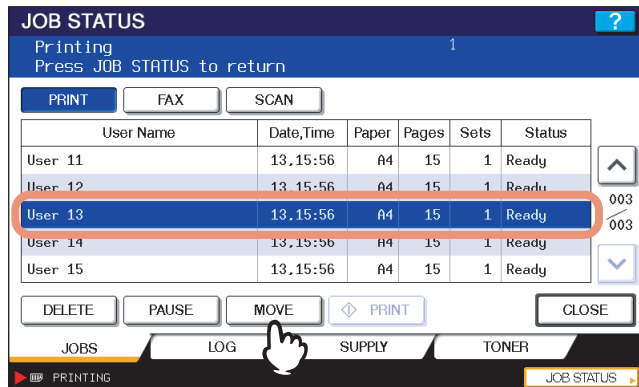 JOB STATUS ?
Printing 1
Press JOB STATUS to return
PRINT FAX SCAN
User Name Date,Time Paper Pages Sets Status
User 11 13,15:56 A4 15 1 Ready
User 12 13,15:56 A4 15 1 Ready
User 13 13,15:56 A4 15 1 Ready
003
003
User 14 13,15:56 A4 15 1 Ready
User 15 13,15:56 A4 15 1 Ready
DELETE PAUSE MOVE PRINT CLOSE
JOBS LOG SUPPLY TONER
PRINTING JOB STATUS